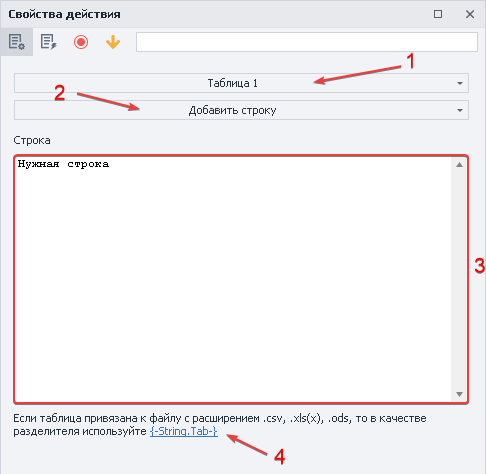 Свойства действия
1
Таблица 1
2
Добавить строку
Строка
Нужная строка
3
Если таблица привязана к файлу с расширением .csv, .xls(x), .ods, то в качестве
разделителя используйте {-String.Tab-}
4